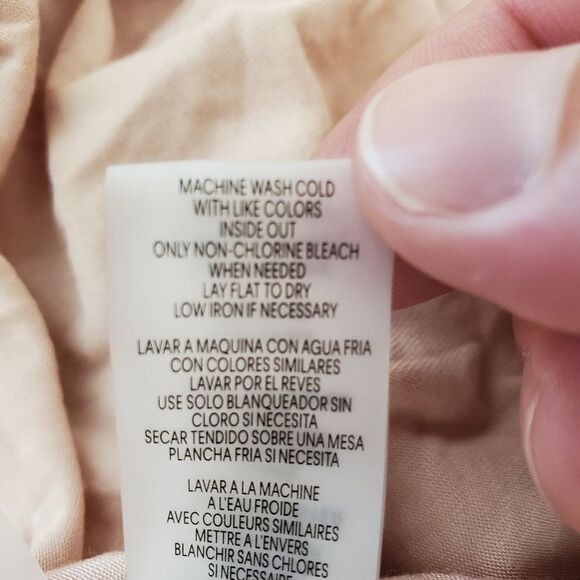 MACHINE WASH COLD
WITH LIKE COLORS
INSIDE OUT
ONLY NON-CHLORINE BLEACH
WHEN NEEDED
LAY FLAT TO DRY
LOW IRON IF NECESSARY
LAVAR A MAQUINA CON AGUA FRIA
CON COLORES SIMILARES
LAVAR POR EL REVES
USE SOLO BLANQUEADOR SIN
CLORO SI NECESITA
SECAR TENDIDO SOBRE UNA MESA
PLANCHA FRIA SI NECESITA
LAVAR A LA MACHINE
A L'EAU FROIDE
AVEC COULEURS SIMILAIRES
METTRE A L'ENVERS
BLANCHIR SANS CHLORES
SI NECESSAIRE